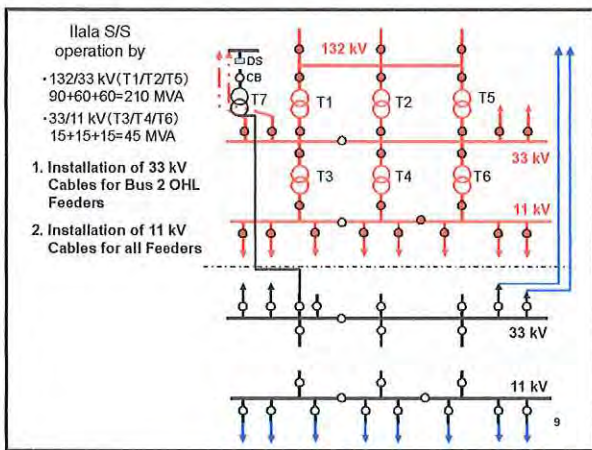 Ilala S/S
operation by
• 132/33 kV(T1/T2/T5)
90+60+60=210 MVA
• 33/11 kV(T3/T4/T6)
15+15+15=45 MVA
1. Installation of 33 kV
Cables for Bus 2 OHL
Feeders
2. Installation of 11 kV
Cables for all Feeders
DS
CB
T7
132 kV
T1
T2
T5
33 kV
T3
T4
T6
11 kV
33 kV
11 kV
9